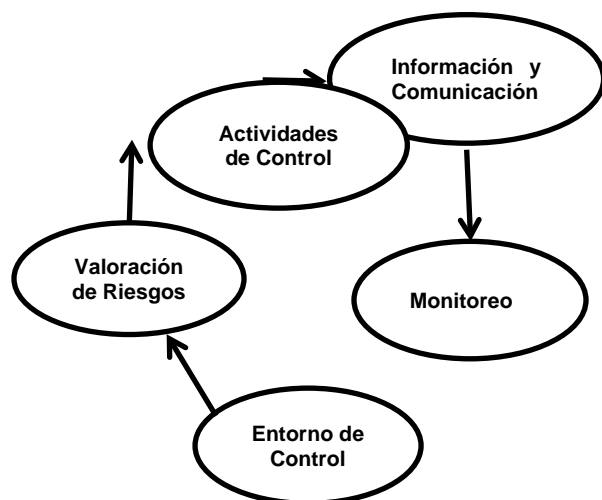 Información y
Comunicación
Actividades
de Control
Valoración
de Riesgos
Monitoreo
Entorno de
Control